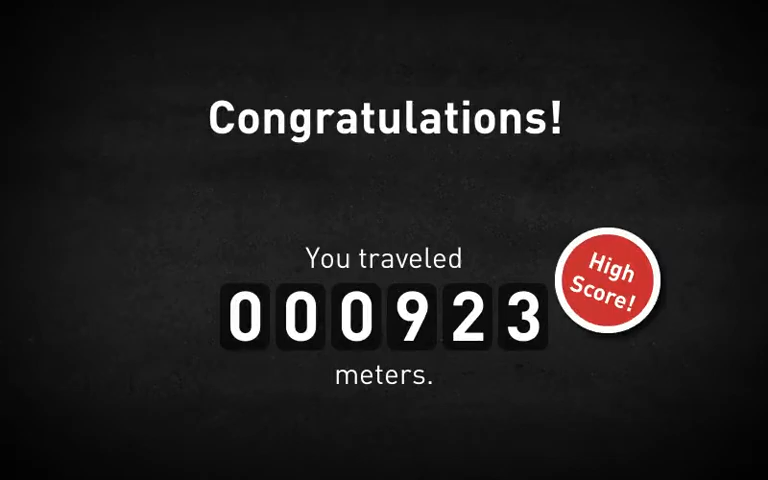 Congratulations!
You traveled
000923
High
Score!
meters.